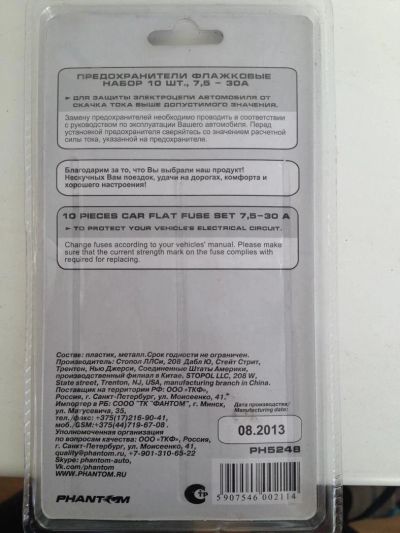 ПРЕДОХРАНИТЕЛИ ФЛАЖКОВЫЕ
НАБОР 10 ШТ., 7,5 - 30А
ДЛЯ ЗАЩИТЫ ЭЛЕКТРОЦЕПИ АВТОМОБИЛЯ ОТ
СКАЧКА ТОКА ВЫШЕ ДОПУСТИМОГО ЗНАЧЕНИЯ.
Замену предохранителей необходимо проводить в соответствии
с руководством по эксплуатации Вашего автомобиля. Перед
установкой предохранителя сверяйтесь со значением расчетной
силы тока, указанной на предохранителе.
Благодарим за то, что Вы выбрали наш продукт!
Нескучных Вам поездок, удачи на дорогах, комфорта и
хорошего настроения!
10 PIECES CAR FLAT FUSE SET 7,5-30 A
TO PROTECT YOUR VEHICLE'S ELECTRICAL CIRCUIT.
Change fuses according to your vehicles' manual. Please make
sure that the current strength mark on the fuse complies with
required for replacing.
Состав: пластик, металл.Срок годности не ограничен.
Производитель: Стопол ЛЛСи, 208 Дабл Ю, Стейт Стрит,
Трентон, Нью Джерси, Соединенные Штаты Америки,
производственный филиал в Китае. STOPOL LLC, 208 W,
State street, Trenton, NJ, USA, manufacturing branch in China.
Поставщик на территории РФ: ООО «ТКФ»,
Россия, г. Санкт-Петербург, ул. Моисеенко, 41.
Импортер в РБ: СООО "ТК "ФАНТОМ", г. Минск,
ул. Матусевича, 35,
тел./факс: +375(17)216-90-41,
моб./GSM:+375(44)719-67-08.
Уполномоченная организация
по вопросам качества: ООО «ТКФ», Россия,
г. Санкт-Петербург, ул. Моисеенко, 41,
quality@phantom.ru, +7-901-310-65-22
Skype: phantom-auto,
Vk.com/phantom
WWW.PHANTOM.RU
Дата производства/
Manufacturing date:
08.2013
PH5248
PHANTOM
СТР
5907546002114